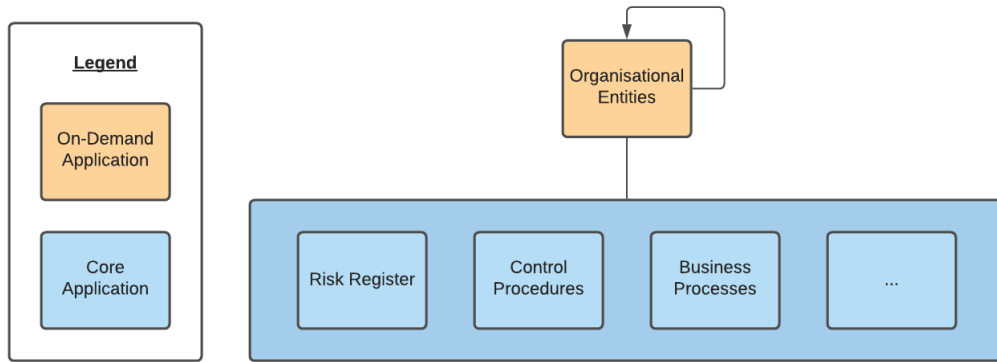 Legend
On-Demand
Application
Core
Application
Organisational
Entities
Risk Register
Control
Procedures
Business
Processes
...